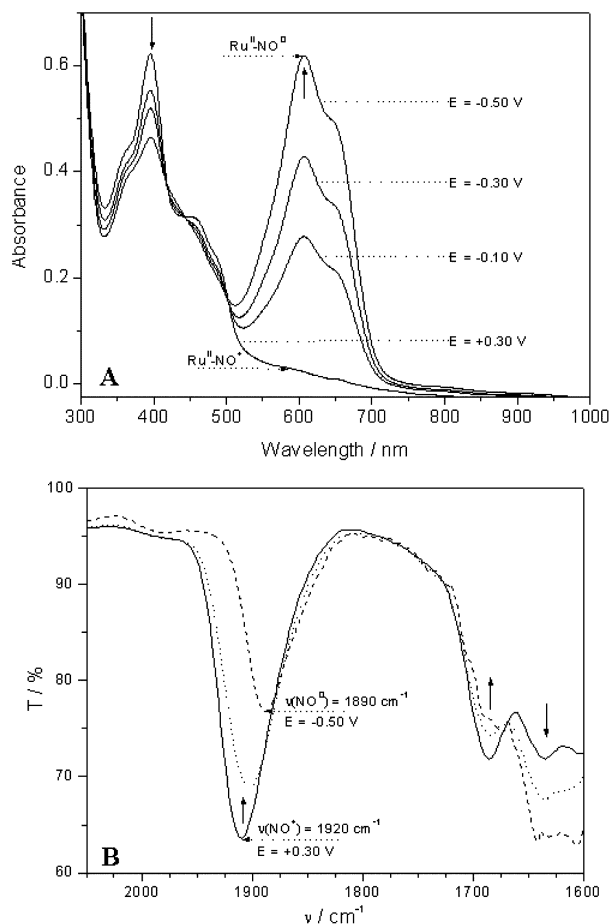 0.6
0.4
0.2
0.0
Absorbance
Ru^II-NO^□
E = -0.50 V
E = -0.30 V
E = -0.10 V
E = +0.30 V
Ru^II-NO^+
A
300 400 500 600 700 800 900 1000
Wavelength / nm
100
90
80
70
60
T / %
ν(NO^□) = 1890 cm^-1
E = -0.50 V
ν(NO^+) = 1920 cm^-1
E = +0.30 V
B
2000 1900 1800 1700 1600
ν / cm^-1